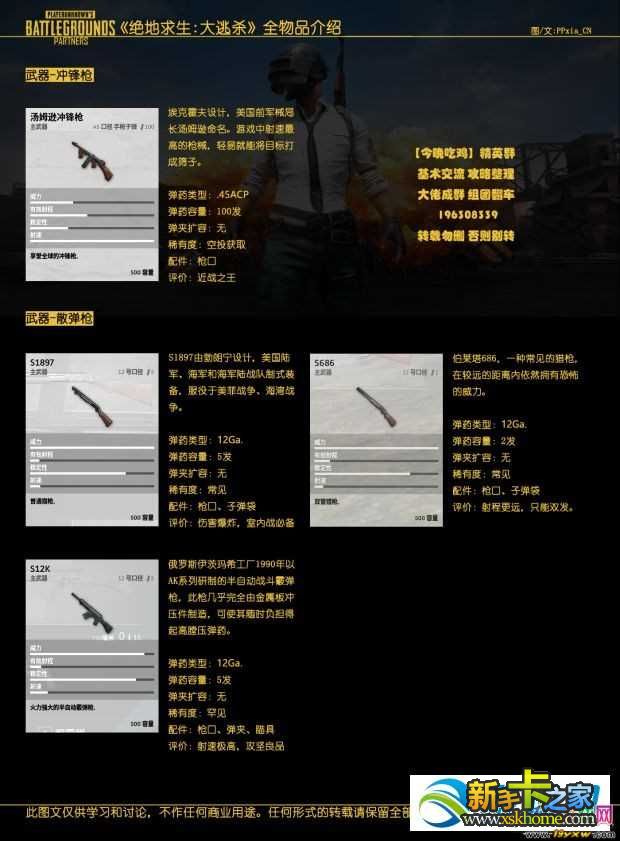 PLAYERUNKNOWN'S
BATTLEGROUNDS
PARTNERS
《绝地求生:大逃杀》全物品介绍
图/文:PPxia_CN
武器-冲锋枪
汤姆逊冲锋枪
主武器
.45 口径 手枪子弹 /100
威力
有效射程
稳定性
射速
享誉全球的冲锋枪.
500 容量
埃克霍夫设计, 美国前军械局
长汤姆逊命名。游戏中射速最
高的枪械, 轻易就能将目标打
成筛子。
弹药类型: .45ACP
弹药容量: 100发
弹夹扩容: 无
稀有度: 空投获取
配件: 枪口
评价: 近战之王
【今晚吃鸡】精英群
基本交流 攻略整理
大佬成群 组团翻车
196308339
转载勿删 否则别转
武器-散弹枪
S1897
主武器
12 号口径 /5
威力
有效射程
稳定性
射速
普通猎枪.
500 容量
S1897由勃朗宁设计, 美国陆
军、海军和海军陆战队制式装
备, 服役于美菲战争、海湾战
争。
弹药类型: 12Ga.
弹药容量: 5发
弹夹扩容: 无
稀有度: 常见
配件: 枪口、子弹袋
评价: 伤害爆炸, 室内战必备
S686
主武器
12 号口径 /2
威力
有效射程
稳定性
射速
双管猎枪.
500 容量
伯莱塔686, 一种常见的猎枪,
在较远的距离内依然拥有恐怖
的威力。
弹药类型: 12Ga.
弹药容量: 2发
弹夹扩容: 无
稀有度: 常见
配件: 枪口、子弹袋
评价: 射程更远, 只能双发。
S12K
主武器
12 号口径 /5
威力
有效射程
稳定性
射速
火力强大的半自动霰弹枪.
500 容量
俄罗斯伊茨玛希工厂1990年以
AK系列研制的半自动战斗霰弹
枪, 此枪几乎完全由金属板冲
压件制造, 可使其随时负担得
起高膛压弹药。
弹药类型: 12Ga.
弹药容量: 5发
弹夹扩容: 无
稀有度: 罕见
配件: 枪口、弹夹、瞄具
评价: 射速极高, 攻坚良品
此图文仅供学习和讨论, 不作任何商业用途。任何形式的转载请保留全部
新手卡之家
www.xskhome.com
网
www.19yxw.com